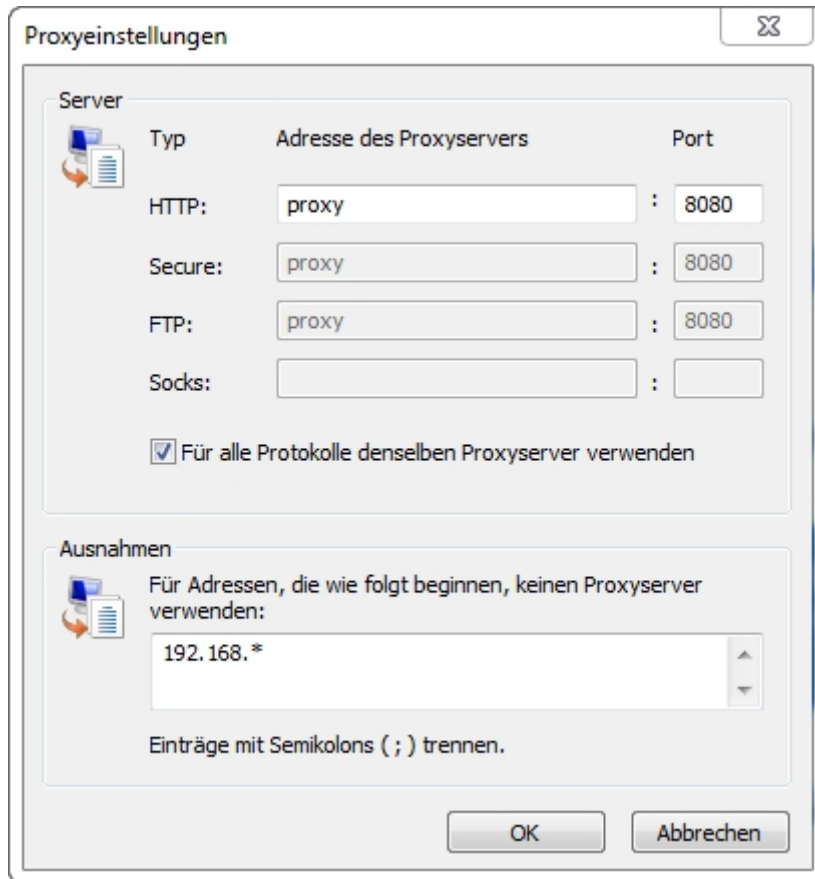 Proxyeinstellungen
Server
Typ Adresse des Proxyservers Port
HTTP: proxy : 8080
Secure: proxy : 8080
FTP: proxy : 8080
Socks: :
Für alle Protokolle denselben Proxyserver verwenden
Ausnahmen
Für Adressen, die wie folgt beginnen, keinen Proxyserver
verwenden:
192.168.*
Einträge mit Semikolons ( ; ) trennen.
OK Abbrechen